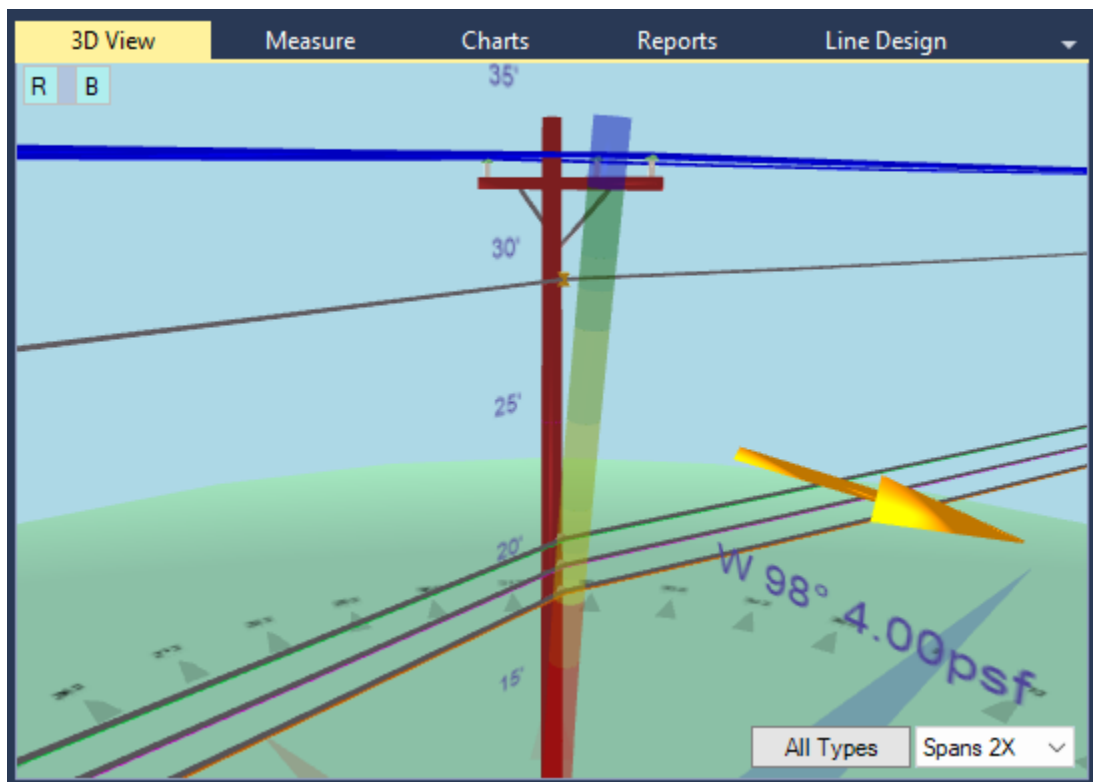 3D View Measure Charts Reports Line Design
R B
35'
30'
25'
20'
15'
W 98° 4.00psf
All Types Spans 2X